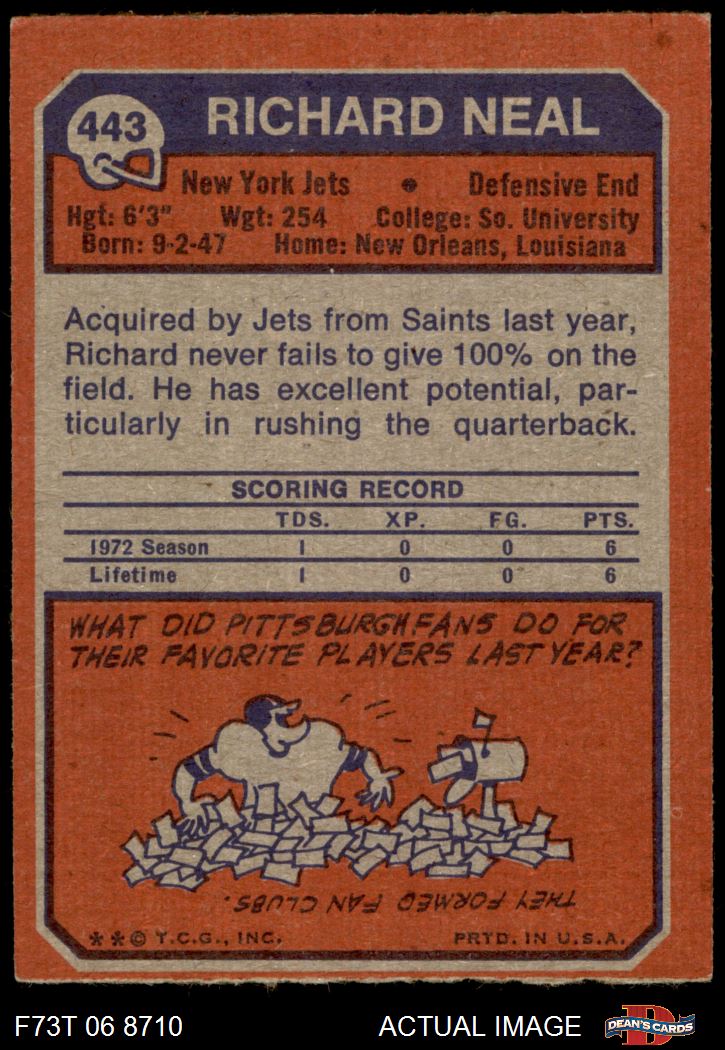 443
RICHARD NEAL
New York Jets • Defensive End
Hgt: 6'3" Wgt: 254 College: So. University
Born: 9-2-47 Home: New Orleans, Louisiana
Acquired by Jets from Saints last year,
Richard never fails to give 100% on the
field. He has excellent potential, par-
ticularly in rushing the quarterback.
SCORING RECORD
TDS. XP. FG. PTS.
1972 Season 1 0 0 6
Lifetime 1 0 0 6
WHAT DID PITTSBURGH FANS DO FOR
THEIR FAVORITE PLAYERS LAST YEAR?
THEY FORMED FAN CLUBS.
**© T.C.G., INC. PRTD. IN U.S.A.
F73T 06 8710 ACTUAL IMAGE
D
DEAN'S CARDS